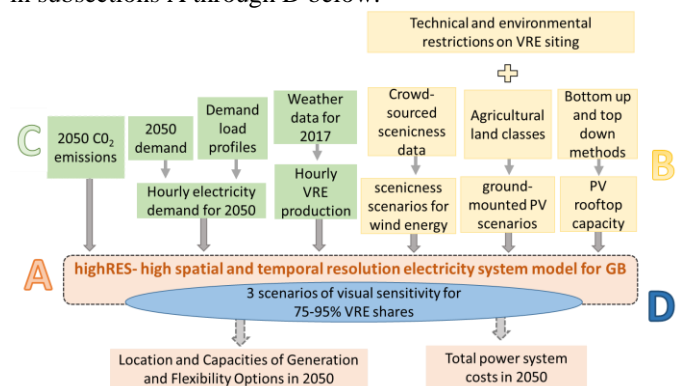 in subsections A through D below.
Technical and environmental
restrictions on VRE siting
C
2050 C0₂
emissions
2050
demand
Demand
load
profiles
Weather
data for
2017
Crowd-
sourced
scenicness
data
Agricultural
land classes
Bottom up
and top
down
methods
B
Hourly electricity
demand for 2050
Hourly
VRE
production
scenicness
scenarios for
wind energy
ground-
mounted PV
scenarios
PV
rooftop
capacity
A
highRES- high spatial and temporal resolution electricity system model for GB
3 scenarios of visual sensitivity for
75-95% VRE shares
D
Location and Capacities of Generation
and Flexibility Options in 2050
Total power system
costs in 2050